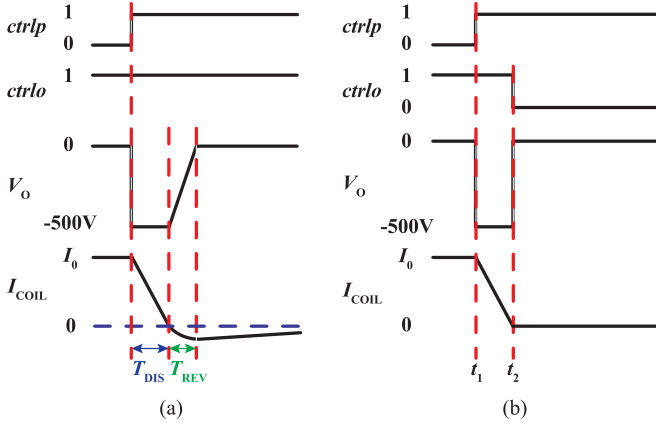 ctrlp
1
0
ctrlo
1
V_O
0
-500V
I_COIL
I_0
0
T_DIS
T_REV
(a)
ctrlp
1
0
ctrlo
1
0
V_O
0
-500V
I_COIL
I_0
0
t_1
t_2
(b)